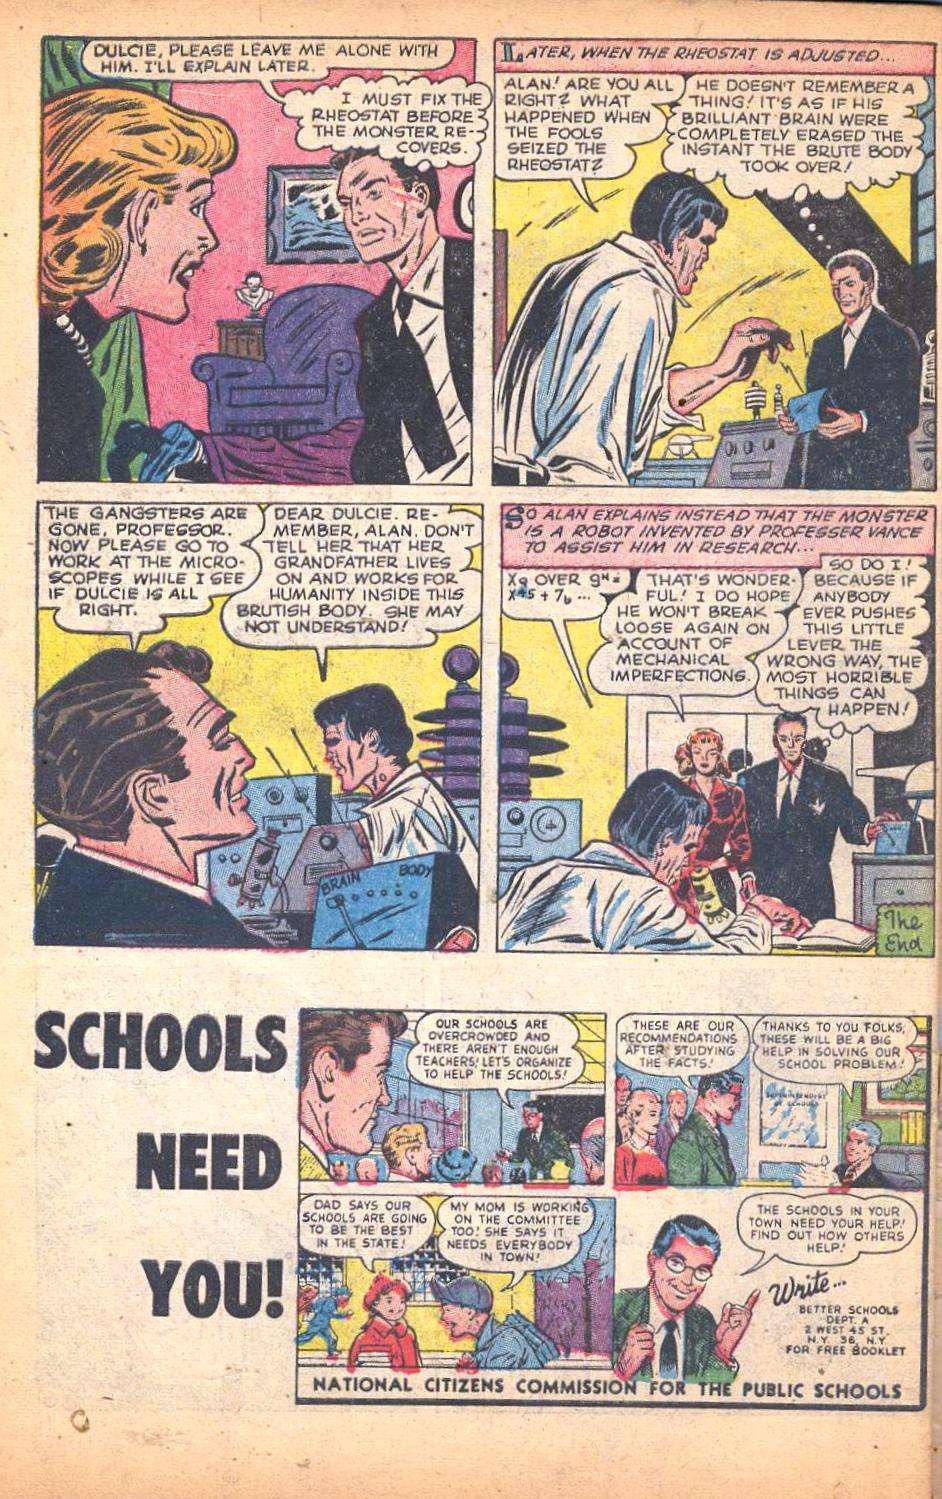 DULCIE, PLEASE LEAVE ME ALONE WITH
HIM. I'LL EXPLAIN LATER.
I MUST FIX THE
RHEOSTAT BEFORE
THE MONSTER RE-
COVERS.
LATER, WHEN THE RHEOSTAT IS ADJUSTED...
ALAN! ARE YOU ALL
RIGHT? WHAT
HAPPENED WHEN
THE FOOLS
SEIZED THE
RHEOSTAT?
HE DOESN'T REMEMBER A
THING! IT'S AS IF HIS
BRILLIANT BRAIN WERE
COMPLETELY ERASED THE
INSTANT THE BRUTE BODY
TOOK OVER!
THE GANGSTERS ARE
GONE, PROFESSOR.
NOW PLEASE GO TO
WORK AT THE MICRO-
SCOPES WHILE I SEE
IF DULCIE IS ALL
RIGHT.
DEAR DULCIE. RE-
MEMBER, ALAN. DON'T
TELL HER THAT HER
GRANDFATHER LIVES
ON AND WORKS FOR
HUMANITY INSIDE THIS
BRUTISH BODY. SHE MAY
NOT UNDERSTAND!
BRAIN BODY
SO ALAN EXPLAINS INSTEAD THAT THE MONSTER
IS A ROBOT INVENTED BY PROFESSER VANCE
TO ASSIST HIM IN RESEARCH...
X9 OVER 9N=
X45 + 7b ...
THAT'S WONDER-
FUL! I DO HOPE
HE WON'T BREAK
LOOSE AGAIN ON
ACCOUNT OF
MECHANICAL
IMPERFECTIONS.
SO DO I!
BECAUSE IF
ANYBODY
EVER PUSHES
THIS LITTLE
LEVER THE
WRONG WAY, THE
MOST HORRIBLE
THINGS CAN
HAPPEN!
The
End
SCHOOLS
NEED
YOU!
OUR SCHOOLS ARE
OVERCROWDED AND
THERE AREN'T ENOUGH
TEACHERS! LET'S ORGANIZE
TO HELP THE SCHOOLS!
THESE ARE OUR
RECOMMENDATIONS
AFTER STUDYING
THE FACTS!
THANKS TO YOU FOLKS,
THESE WILL BE A BIG
HELP IN SOLVING OUR
SCHOOL PROBLEM!
SUPERINTENDENT
OF SCHOOLS
DAD SAYS OUR
SCHOOLS ARE GOING
TO BE THE BEST
IN THE STATE!
MY MOM IS WORKING
ON THE COMMITTEE
TOO! SHE SAYS IT
NEEDS EVERYBODY
IN TOWN!
THE SCHOOLS IN YOUR
TOWN NEED YOUR HELP!
FIND OUT HOW OTHERS
HELP!
Write...
BETTER SCHOOLS
DEPT. A
2 WEST 45 ST.
N.Y. 36, N.Y.
FOR FREE BOOKLET
NATIONAL CITIZENS COMMISSION FOR THE PUBLIC SCHOOLS